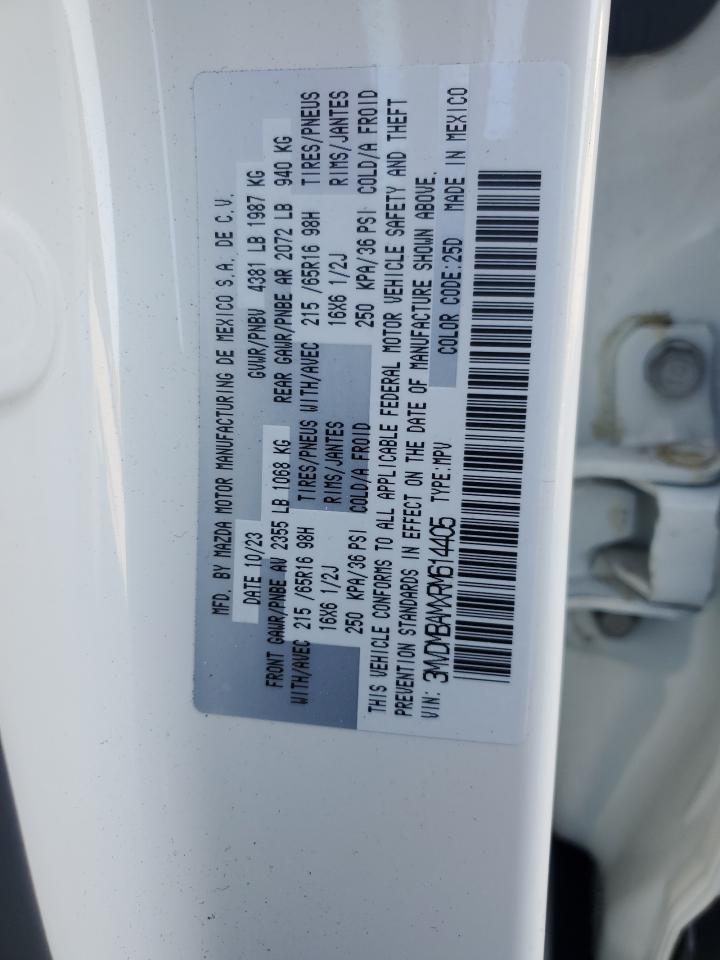 MFD. BY MAZDA MOTOR MANUFACTURING DE MEXICO S.A. DE C.V.
DATE 10/23 GVWR/PNBV 4381 LB 1987 KG
FRONT GAWR/PNBE AV 2355 LB 1068 KG REAR GAWR/PNBE AR 2072 LB 940 KG
WITH/AVEC 215 /65R16 98H TIRES/PNEUS WITH/AVEC 215 /65R16 98H TIRES/PNEUS
16X6 1/2J RIMS/JANTES 16X6 1/2J RIMS/JANTES
250 KPA/36 PSI COLD/A FROID 250 KPA/36 PSI COLD/A FROID
THIS VEHICLE CONFORMS TO ALL APPLICABLE FEDERAL MOTOR VEHICLE SAFETY AND THEFT
PREVENTION STANDARDS IN EFFECT ON THE DATE OF MANUFACTURE SHOWN ABOVE.
VIN: 3MVDMBAMXRM614405 TYPE:MPV COLOR CODE:25D MADE IN MEXICO